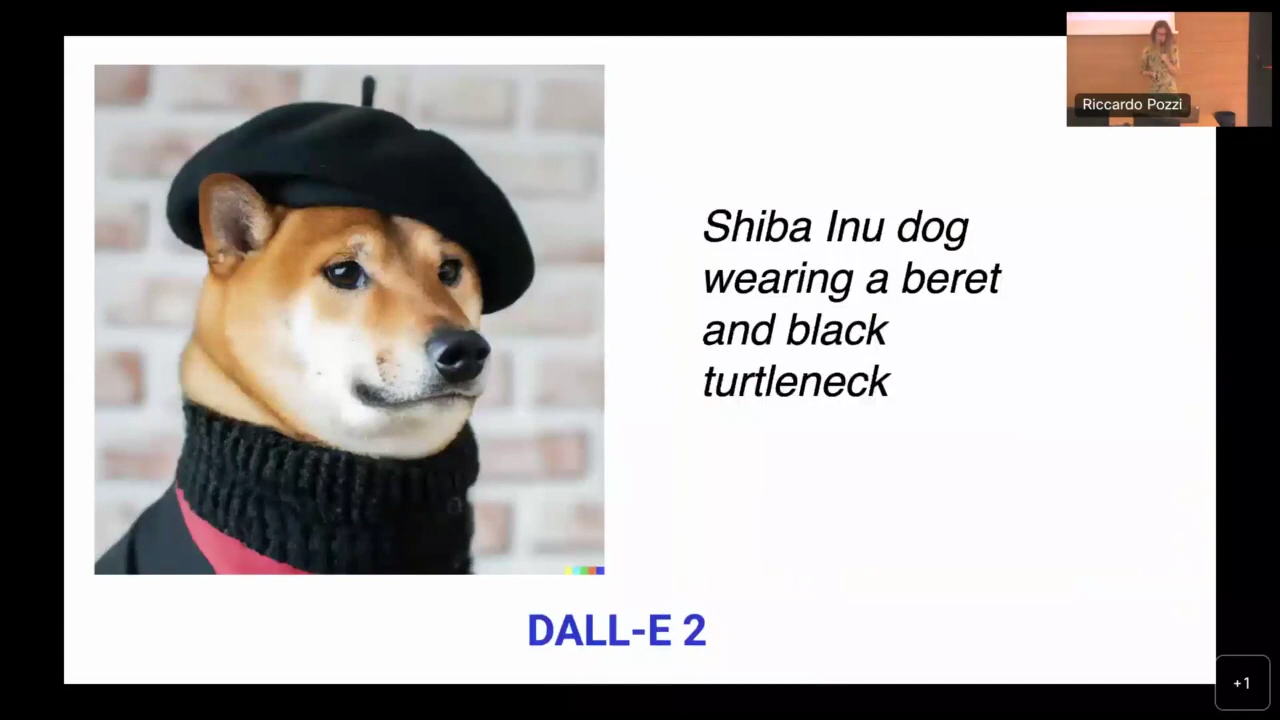 Riccardo Pozzi
Shiba Inu dog
wearing a beret
and black
turtleneck
DALL-E 2
+1